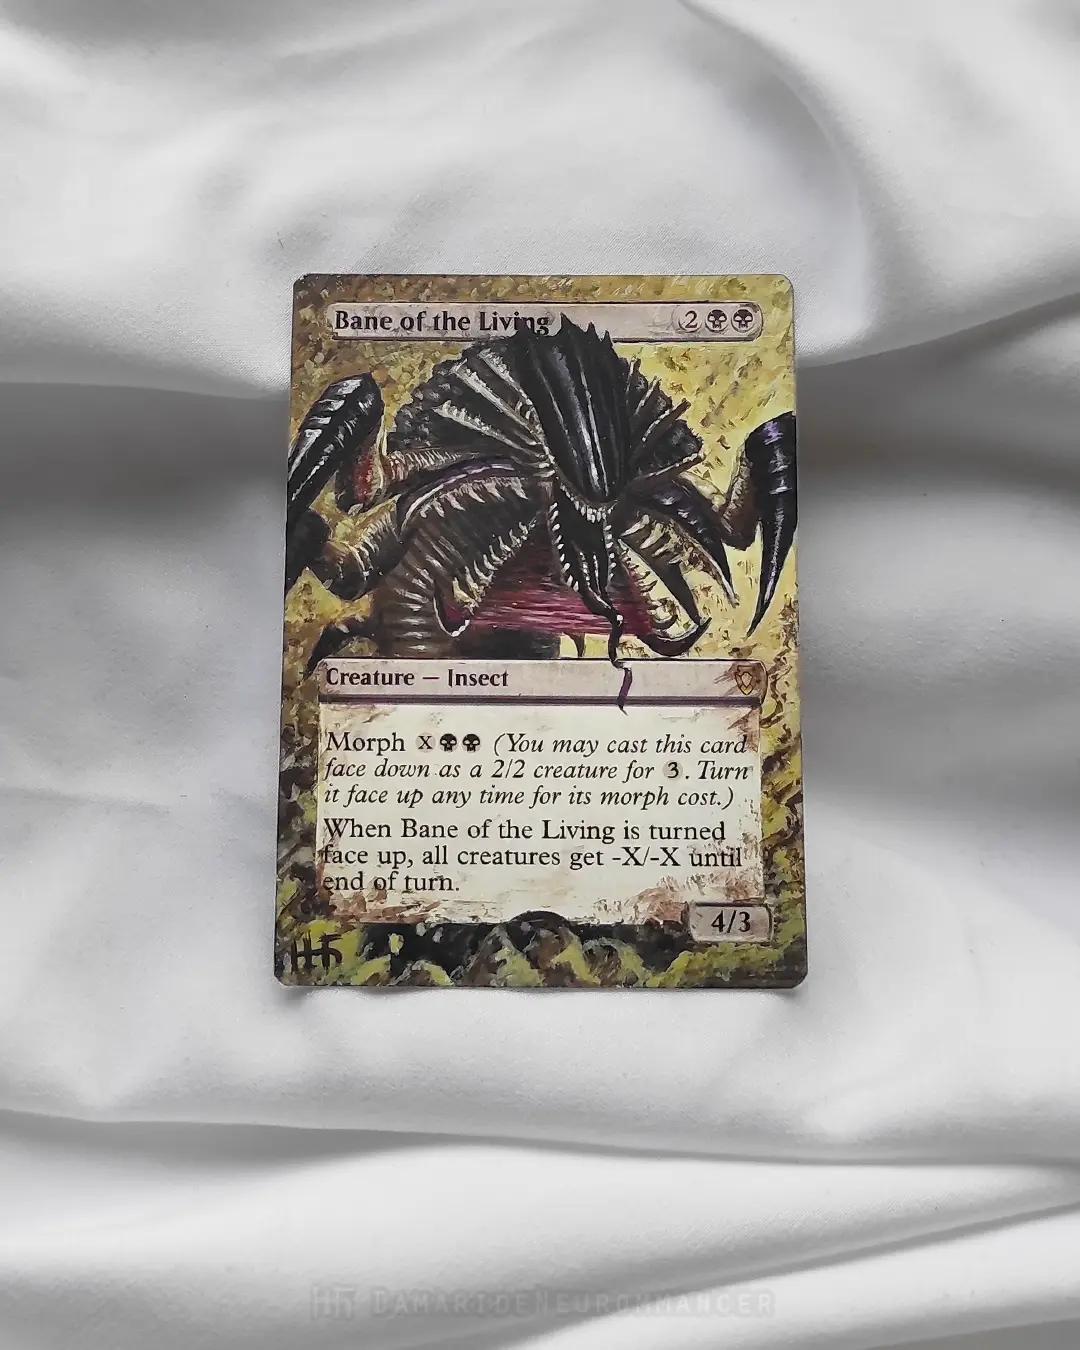 Bane of the Living 2
Creature — Insect
Morph X (You may cast this card
face down as a 2/2 creature for 3. Turn
it face up any time for its morph cost.)
When Bane of the Living is turned
face up, all creatures get -X/-X until
end of turn.
4/3
DamarideNeurommancer